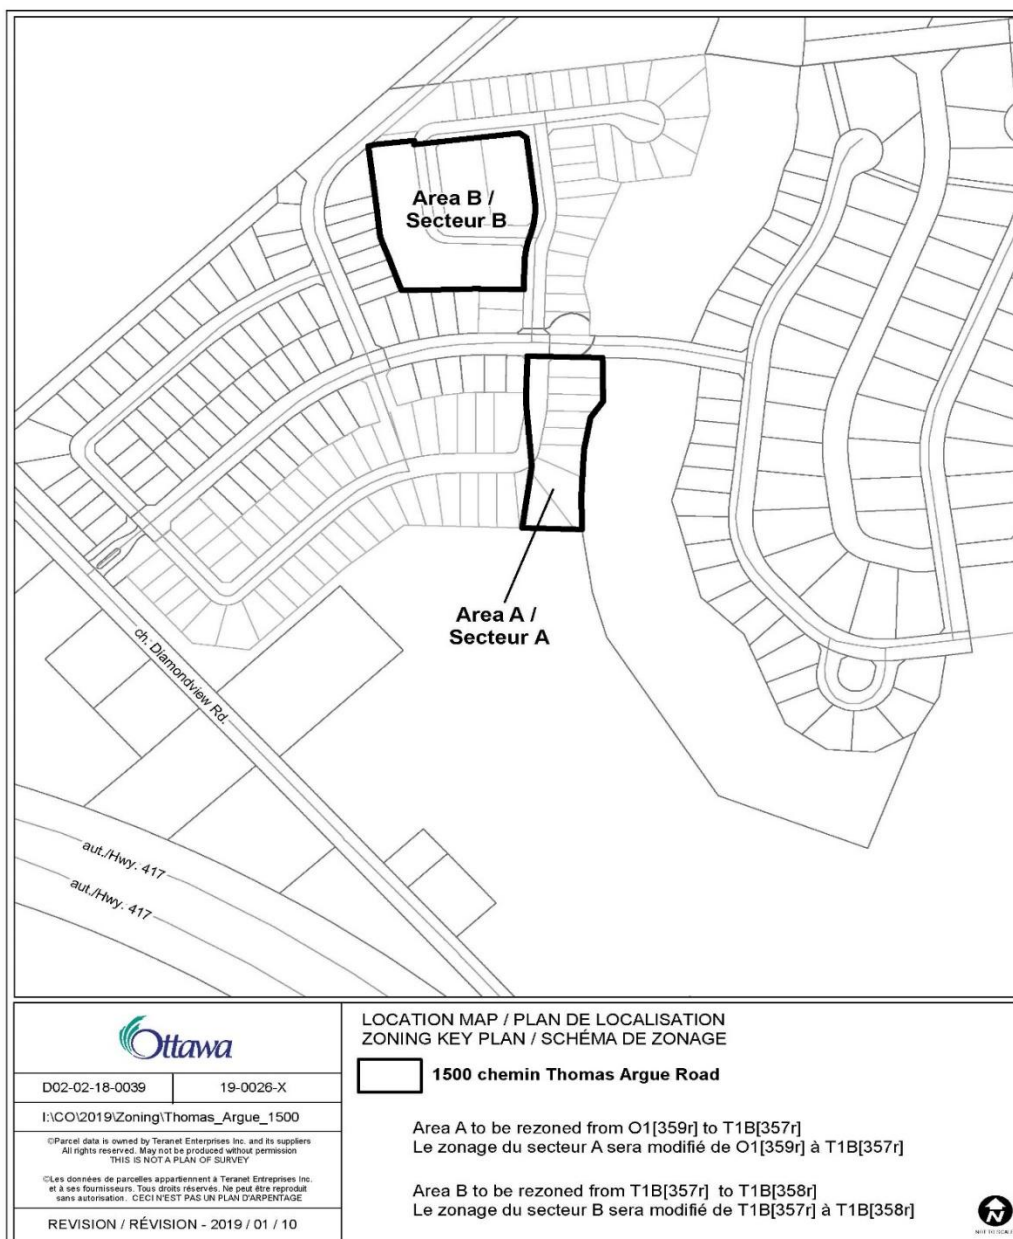 Area B /
Secteur B
Area A /
Secteur A
ch. Diamondview Rd.
aut./Hwy. 417
aut./Hwy. 417
Ottawa
D02-02-18-0039
19-0026-X
I:\CO\2019\Zoning\Thomas_Argue_1500
©Parcel data is owned by Teranet Enterprises Inc. and its suppliers
All rights reserved. May not be produced without permission
THIS IS NOT A PLAN OF SURVEY
©Les données de parcelles appartiennent à Teranet Entreprises Inc.
et à ses fournisseurs. Tous droits réservés. Ne peut être reproduit
sans autorisation. CECI N'EST PAS UN PLAN D'ARPENTAGE
REVISION / RÉVISION - 2019 / 01 / 10
LOCATION MAP / PLAN DE LOCALISATION
ZONING KEY PLAN / SCHÉMA DE ZONAGE
1500 chemin Thomas Argue Road
Area A to be rezoned from O1[359r] to T1B[357r]
Le zonage du secteur A sera modifié de O1[359r] à T1B[357r]
Area B to be rezoned from T1B[357r] to T1B[358r]
Le zonage du secteur B sera modifié de T1B[357r] à T1B[358r]
N
NOT TO SCALE